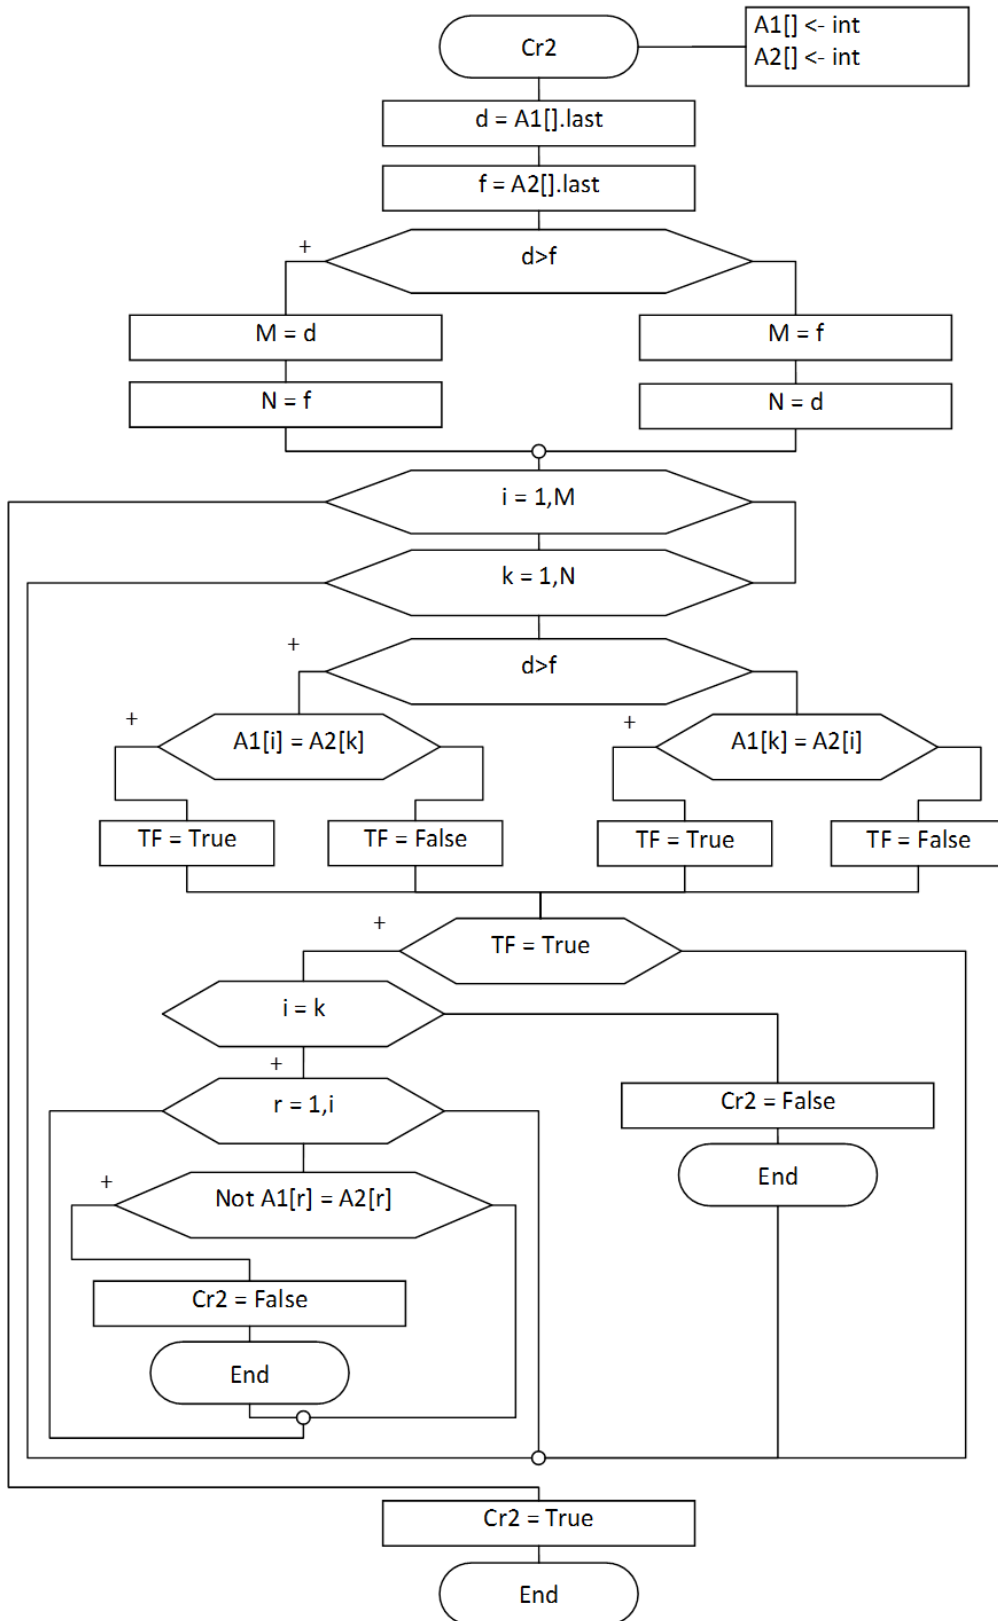 Cr2
A1[] <- int
A2[] <- int
d = A1[].last
f = A2[].last
+
d>f
M = d
M = f
N = f
N = d
i = 1,M
k = 1,N
+
d>f
+
A1[i] = A2[k]
+
A1[k] = A2[i]
TF = True
TF = False
TF = True
TF = False
+
TF = True
i = k
+
r = 1,i
Cr2 = False
End
+
Not A1[r] = A2[r]
Cr2 = False
End
Cr2 = True
End